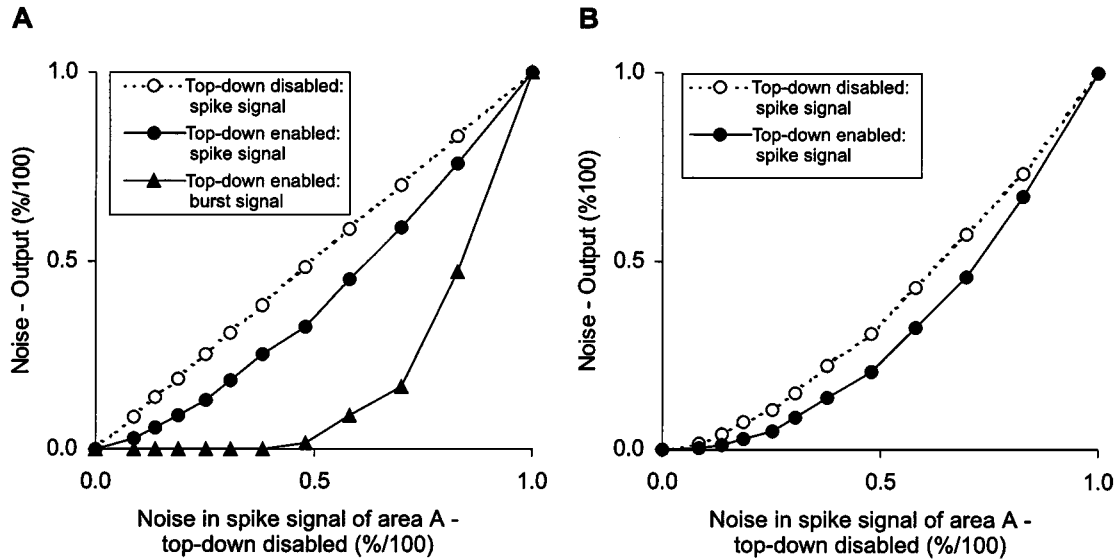 A
Noise - Output (%/100)
1.0
0.5
0.0
Top-down disabled:
spike signal
Top-down enabled:
spike signal
Top-down enabled:
burst signal
0.0
0.5
1.0
Noise in spike signal of area A -
top-down disabled (%/100)
B
Noise - Output (%100)
1.0
0.5
0.0
Top-down disabled:
spike signal
Top-down enabled:
spike signal
0.0
0.5
1.0
Noise in spike signal of area A -
top-down disabled (%/100)